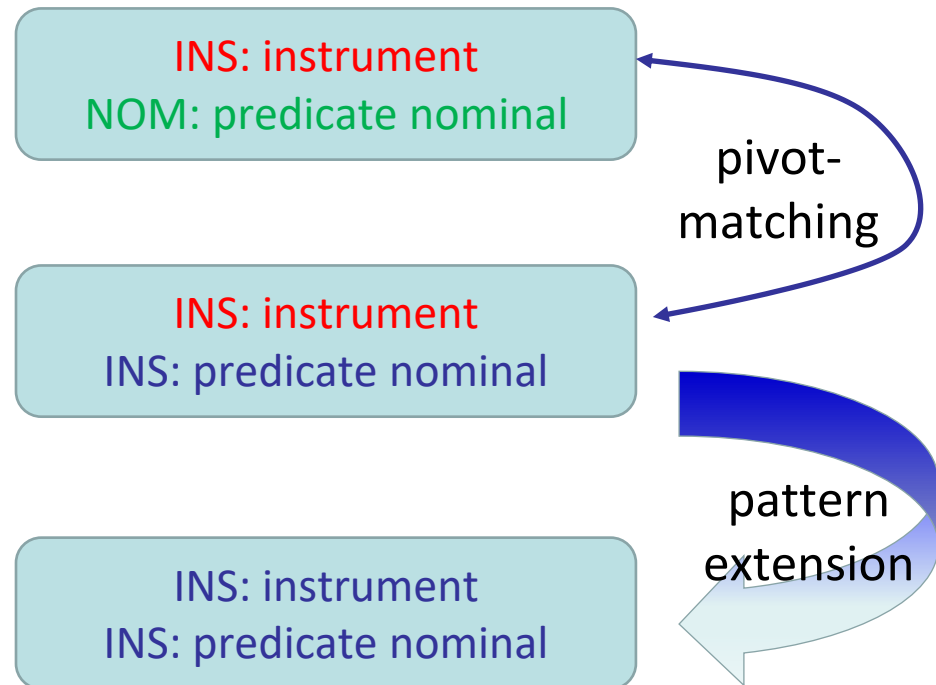 INS: instrument
NOM: predicate nominal
pivot-
matching
INS: instrument
INS: predicate nominal
pattern
extension
INS: instrument
INS: predicate nominal